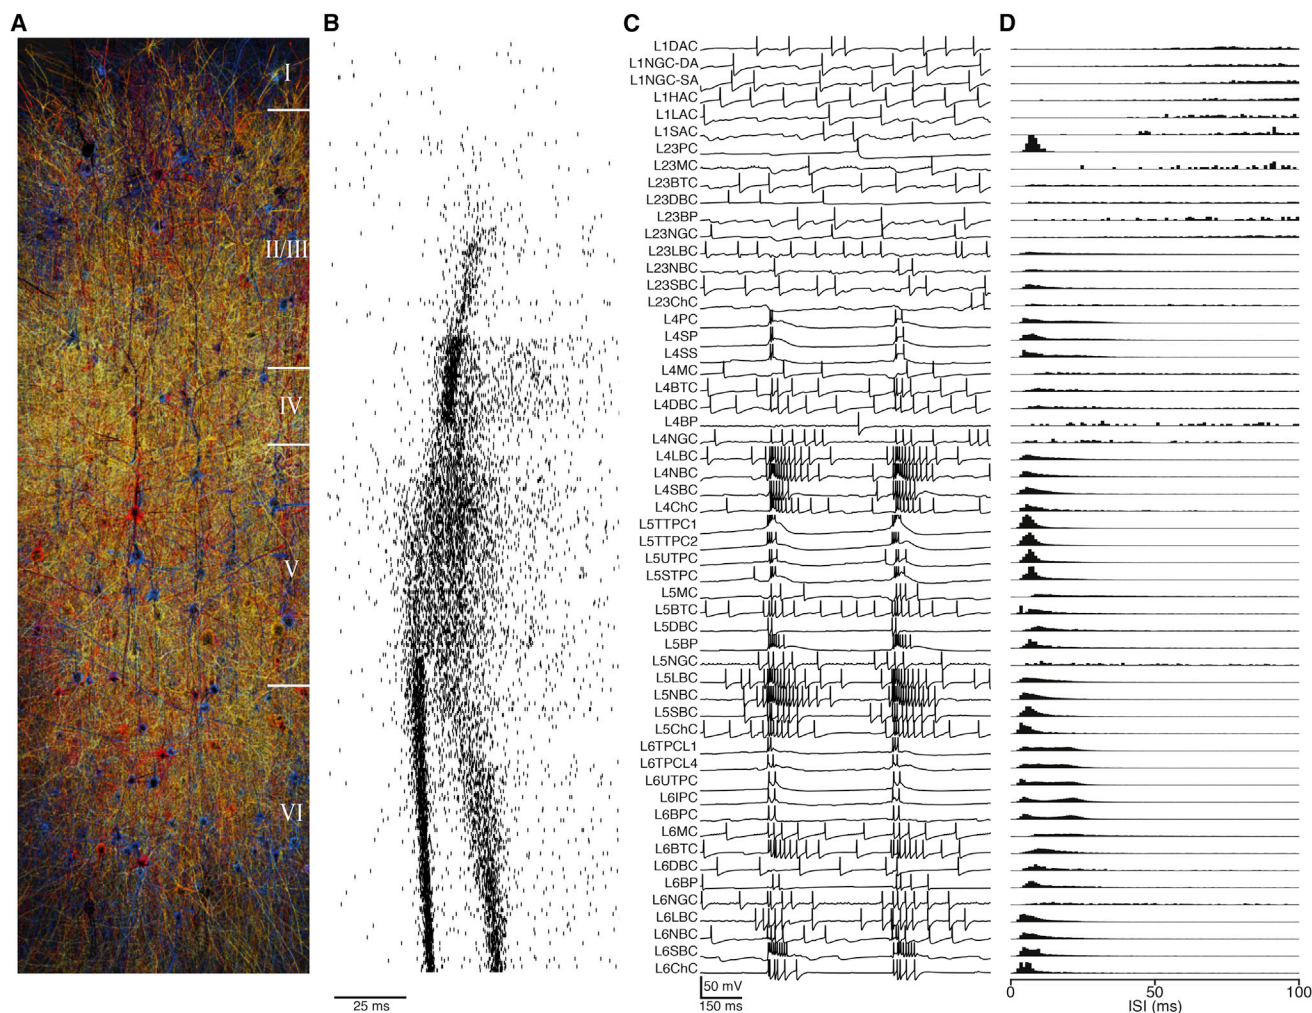 A
B
C
D
I
II/III
IV
V
VI
L1DAC
L1NGC-DA
L1NGC-SA
L1HAC
L1LAC
L1SAC
L23PC
L23MC
L23BTC
L23DBC
L23BP
L23NGC
L23LBC
L23NBC
L23SBC
L23ChC
L4PC
L4SP
L4SS
L4MC
L4BTC
L4DBC
L4BP
L4NGC
L4LBC
L4NBC
L4SBC
L4ChC
L5TTPC1
L5TTPC2
L5UTPC
L5STPC
L5MC
L5BTC
L5DBC
L5BP
L5NGC
L5LBC
L5NBC
L5SBC
L5ChC
L6TPCL1
L6TPCL4
L6UTPC
L6IPC
L6BPC
L6MC
L6BTC
L6DBC
L6BP
L6NGC
L6LBC
L6NBC
L6SBC
L6ChC
25 ms
50 mV
150 ms
0 50 100
ISI (ms)